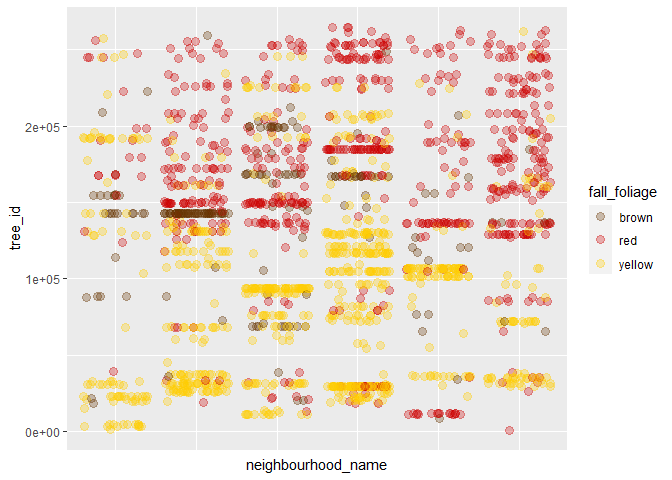 2e+05
1e+05
0e+00
tree_id
neighbourhood_name
fall_foliage
brown
red
yellow